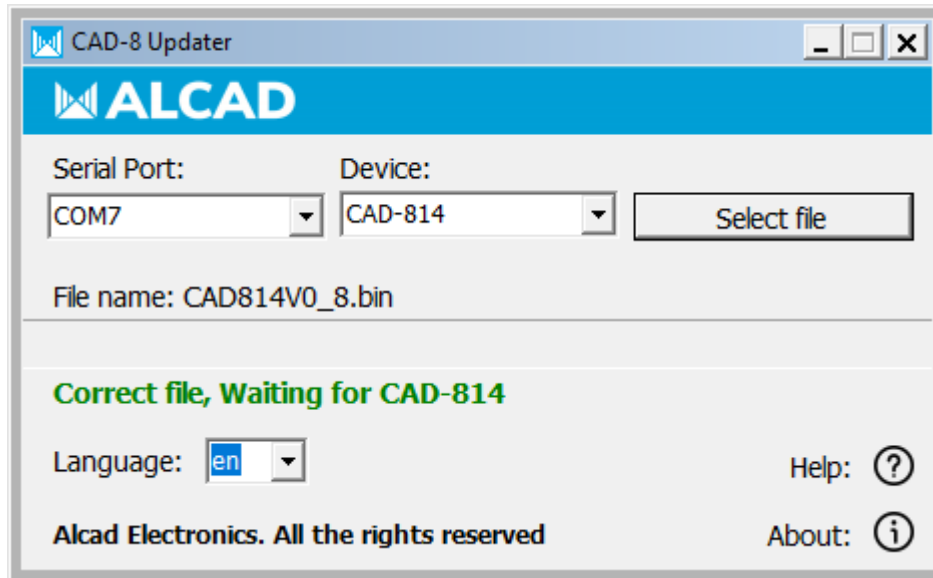 CAD-8 Updater
ALCAD
Serial Port: Device:
COM7 CAD-814 Select file
File name: CAD814V0_8.bin
Correct file, Waiting for CAD-814
Language: en
Help: ?
Alcad Electronics. All the rights reserved About: i